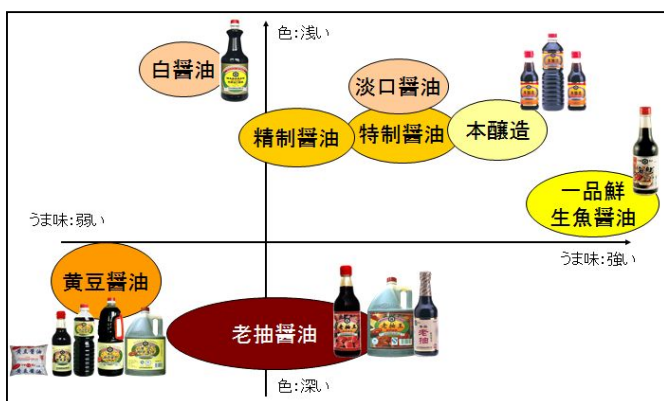 色:浅い
白醤油
淡口醤油
精制醤油
特制醤油
本醸造
一品鮮
生魚醤油
うま味:弱い
うま味:強い
黄豆醤油
老抽醤油
色:深い